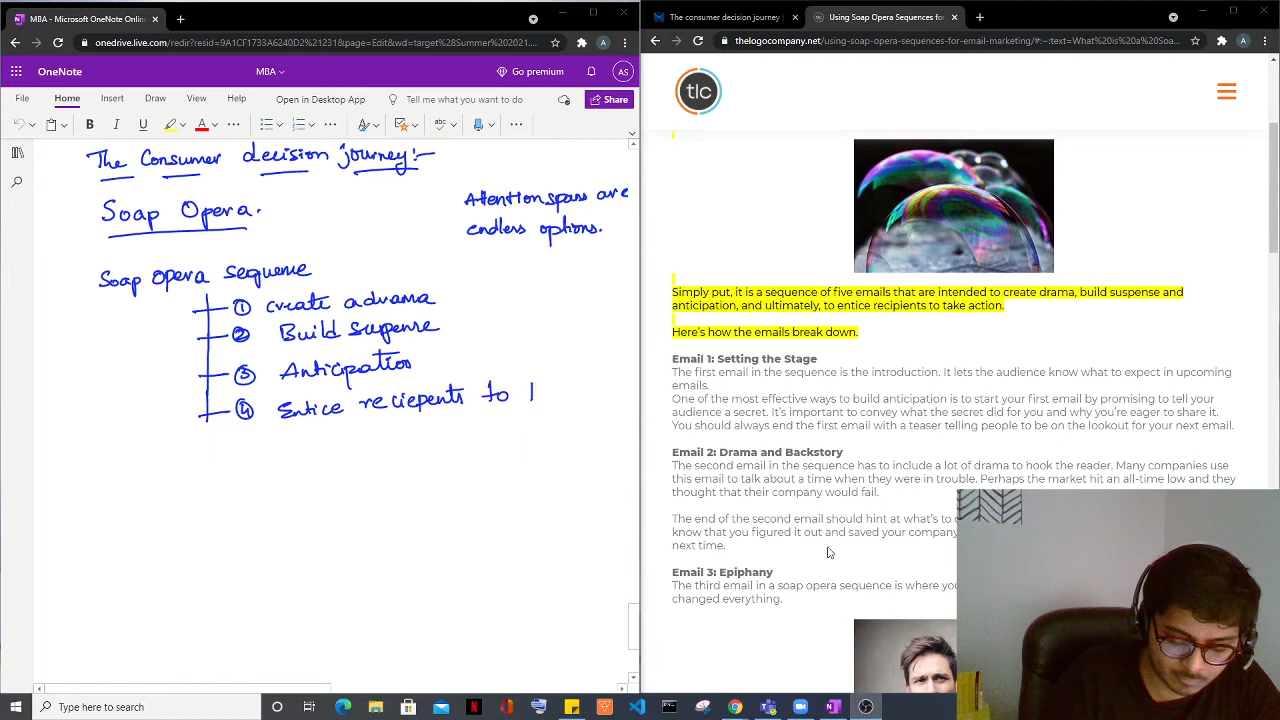 MBA - Microsoft OneNote Onlin
onedrive.live.com/redir?resid=9A1CF1733A6240D2%21231&page=Edit&wd=target%28Summer%202021....
OneNote
MBA
Go premium
AS
File Home Insert Draw View Help Open in Desktop App Tell me what you want to do Share
The Consumer decision journey:-
Soap Opera.
Attention spans are
endless options.
Soap Opera sequence
① Create a drama
② Build suspense
③ Anticipation
④ Entice reciepents to
The consumer decision journey
Using Soap Opera Sequences for
thelogocompany.net/using-soap-opera-sequences-for-email-marketing/#:~:text=What%20is%20a%20Soa...
tlc
Simply put, it is a sequence of five emails that are intended to create drama, build suspense and
anticipation, and ultimately, to entice recipients to take action.
Here's how the emails break down.
Email 1: Setting the Stage
The first email in the sequence is the introduction. It lets the audience know what to expect in upcoming
emails.
One of the most effective ways to build anticipation is to start your first email by promising to tell your
audience a secret. It's important to convey what the secret did for you and why you're eager to share it.
You should always end the first email with a teaser telling people to be on the lookout for your next email.
Email 2: Drama and Backstory
The second email in the sequence has to include a lot of drama to hook the reader. Many companies use
this email to talk about a time when they were in trouble. Perhaps the market hit an all-time low and they
thought that their company would fail.
The end of the second email should hint at what's to
know that you figured it out and saved your company
next time.
Email 3: Epiphany
The third email in a soap opera sequence is where you
changed everything.
Type here to search